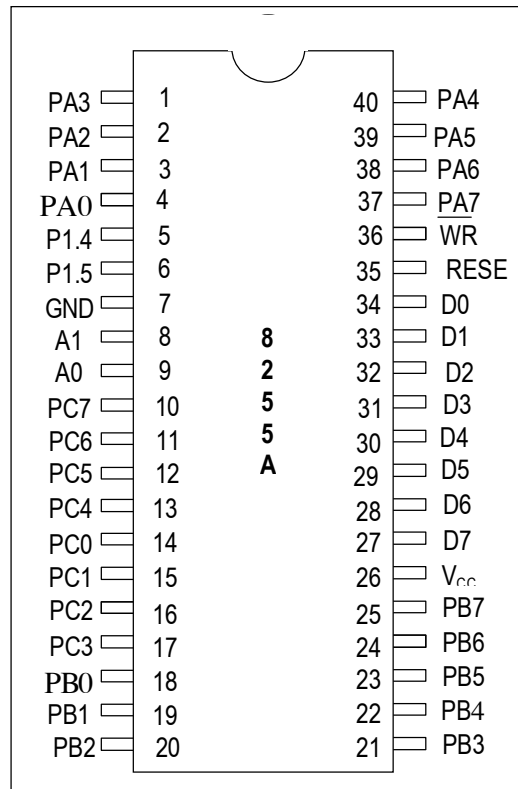 PA3 1 40 PA4
PA2 2 39 PA5
PA1 3 38 PA6
PA0 4 37 PA7
P1.4 5 36 WR
P1.5 6 35 RESE
GND 7 34 D0
A1 8 8 33 D1
A0 9 2 32 D2
PC7 10 5 31 D3
PC6 11 5 30 D4
PC5 12 A 29 D5
PC4 13 28 D6
PC0 14 27 D7
PC1 15 26 VCC
PC2 16 25 PB7
PC3 17 24 PB6
PB0 18 23 PB5
PB1 19 22 PB4
PB2 20 21 PB3